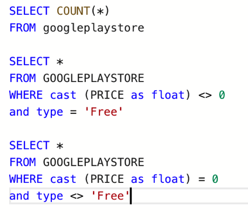 SELECT COUNT(*)
FROM googleplaystore
SELECT *
FROM GOOGLEPLAYSTORE
WHERE cast (PRICE as float) <> 0
and type = 'Free'
SELECT *
FROM GOOGLEPLAYSTORE
WHERE cast (PRICE as float) = 0
and type <> 'Free'